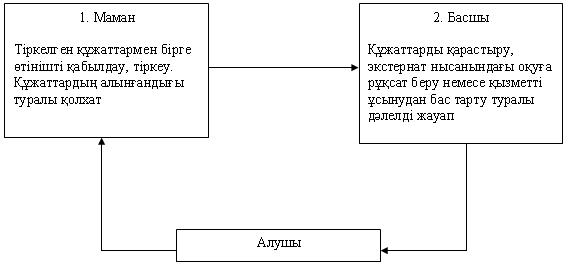 1. Маман
Тіркелген құжаттармен бірге
өтінішті қабылдау, тіркеу.
Құжаттардың алынғандығы
туралы қолхат
2. Басшы
Құжаттарды қарастыру,
экстернат нысанындағы оқуға
рұқсат беру немесе қызметті
ұсынудан бас тарту туралы
дәлелді жауап
Алушы